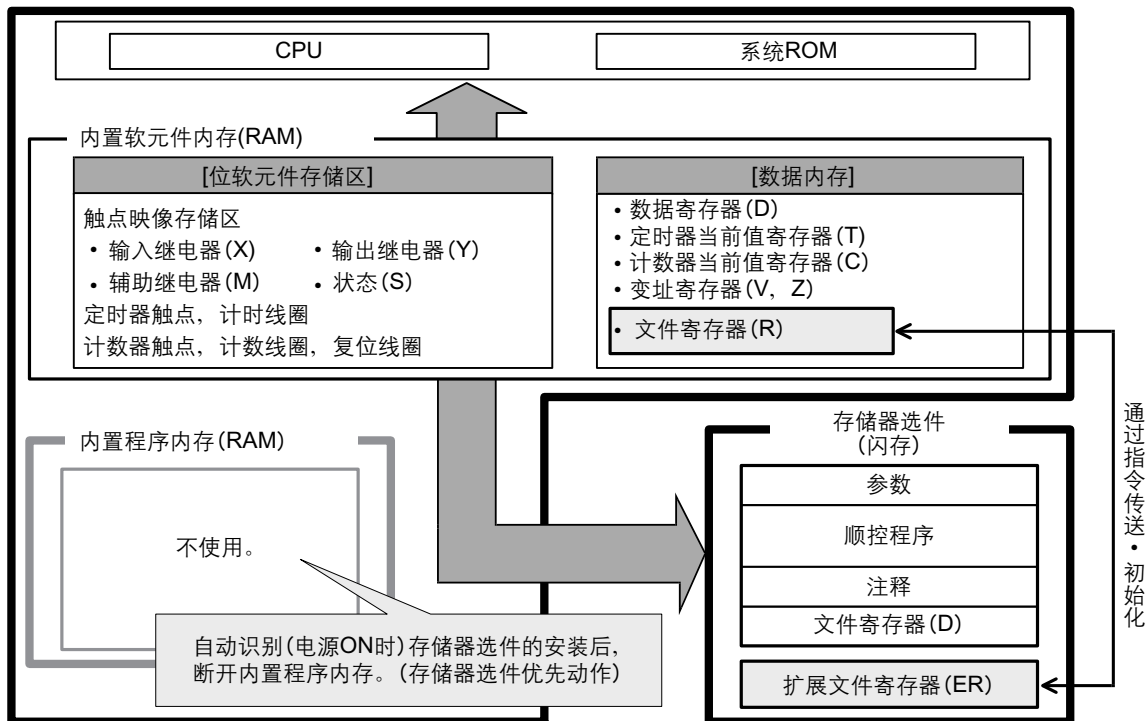 CPU
系统ROM
内置软元件内存(RAM)
[位软元件存储区]
触点映像存储区
• 输入继电器(X)
• 输出继电器(Y)
• 辅助继电器(M)
• 状态(S)
定时器触点，计时线圈
计数器触点，计数线圈，复位线圈
[数据内存]
• 数据寄存器(D)
• 定时器当前值寄存器(T)
• 计数器当前值寄存器(C)
• 变址寄存器(V，Z)
• 文件寄存器(R)
内置程序内存(RAM)
不使用。
自动识别(电源ON时)存储器选件的安装后，
断开内置程序内存。(存储器选件优先动作)
存储器选件
(闪存)
参数
顺控程序
注释
文件寄存器(D)
扩展文件寄存器(ER)
通过指令传送•初始化